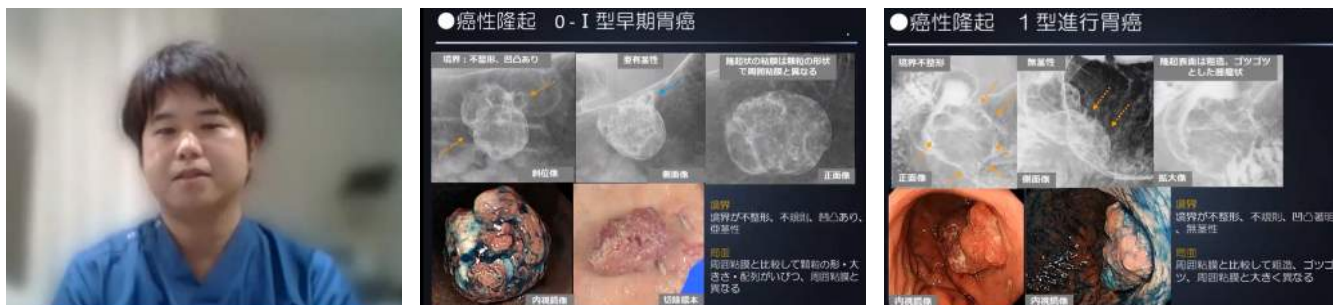 ●癌性隆起 0-Ⅰ型早期胃癌
境界：不整形、凹凸あり
亜有茎性
隆起状の粘膜は顆粒の形状
で周囲粘膜と異なる
斜位像
側面像
正面像
境界
境界が不整形、不規則、凹凸あり、
亜茎性
局面
周囲粘膜と比較して顆粒の形・大
きさ・配列がいびつ、周囲粘膜と
異なる
内視鏡像
切除標本
●癌性隆起 1型進行胃癌
境界不整形
無茎性
隆起表面は粗造、ゴツゴツ
正面像
側面像
拡大像
境界
境界が不整形、不規則、凹凸著明
、無茎性
局面
周囲粘膜と比較して粗造、ゴツゴ
ツ、周囲粘膜と大きく異なる
内視鏡像
内視鏡像